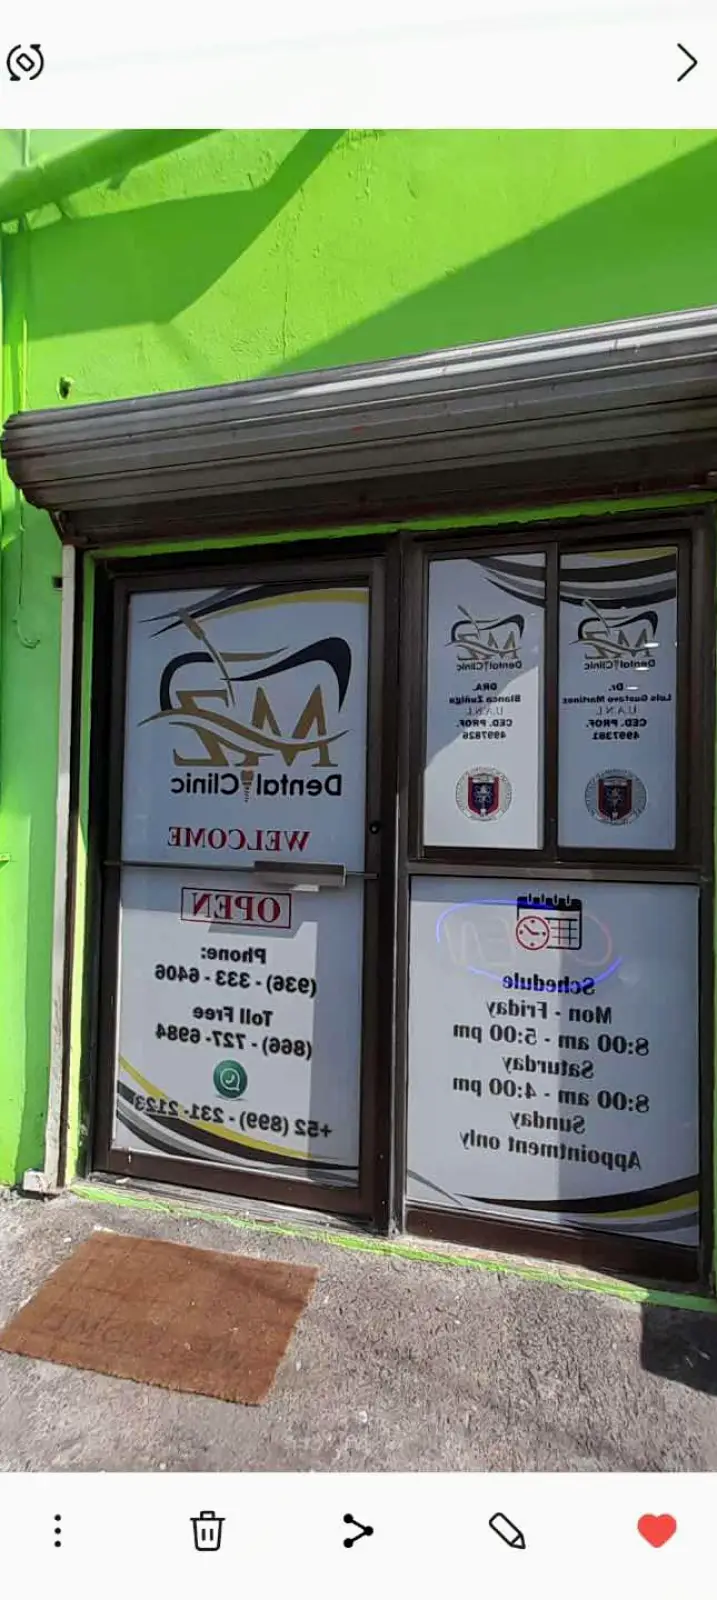 MZ
Dental Clinic
WELCOME
OPEN
Phone:
(936) - 333 - 6406
Toll Free
(866) - 727 - 6984
+52 (899) - 231 - 2123
MZ
Dental Clinic
DRA.
Blanca Zuñiga
U.A.N.L
CED. PROF.
4997826
MZ
Dental Clinic
Dr.
Luis Gustavo Martinez
U.A.N.L
CED. PROF.
4997381
OPEN
Schedule
Mon - Friday
8:00 am - 5:00 pm
Saturday
8:00 am - 4:00 pm
Sunday
Appointment only